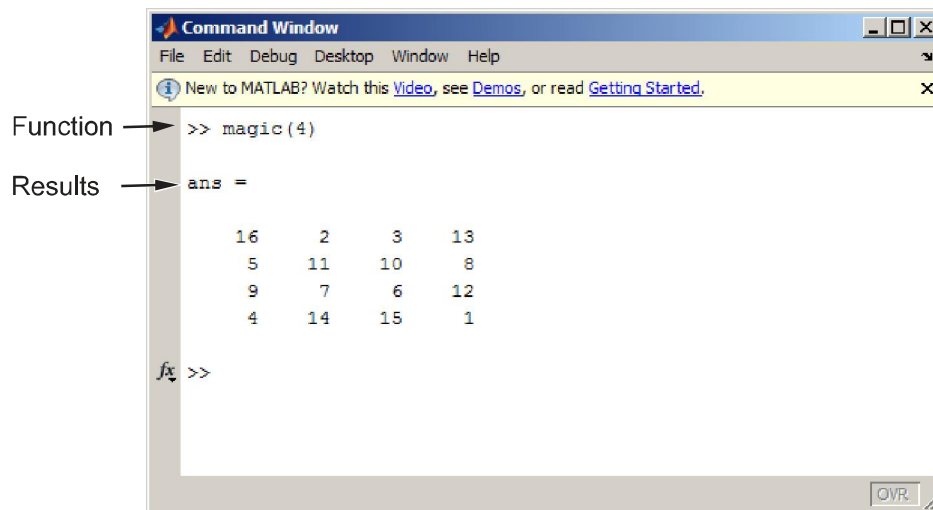 Command Window
File Edit Debug Desktop Window Help
New to MATLAB? Watch this Video, see Demos, or read Getting Started.
Function
>> magic(4)
Results
ans =
16 2 3 13
5 11 10 8
9 7 6 12
4 14 15 1
fx >>
OVR